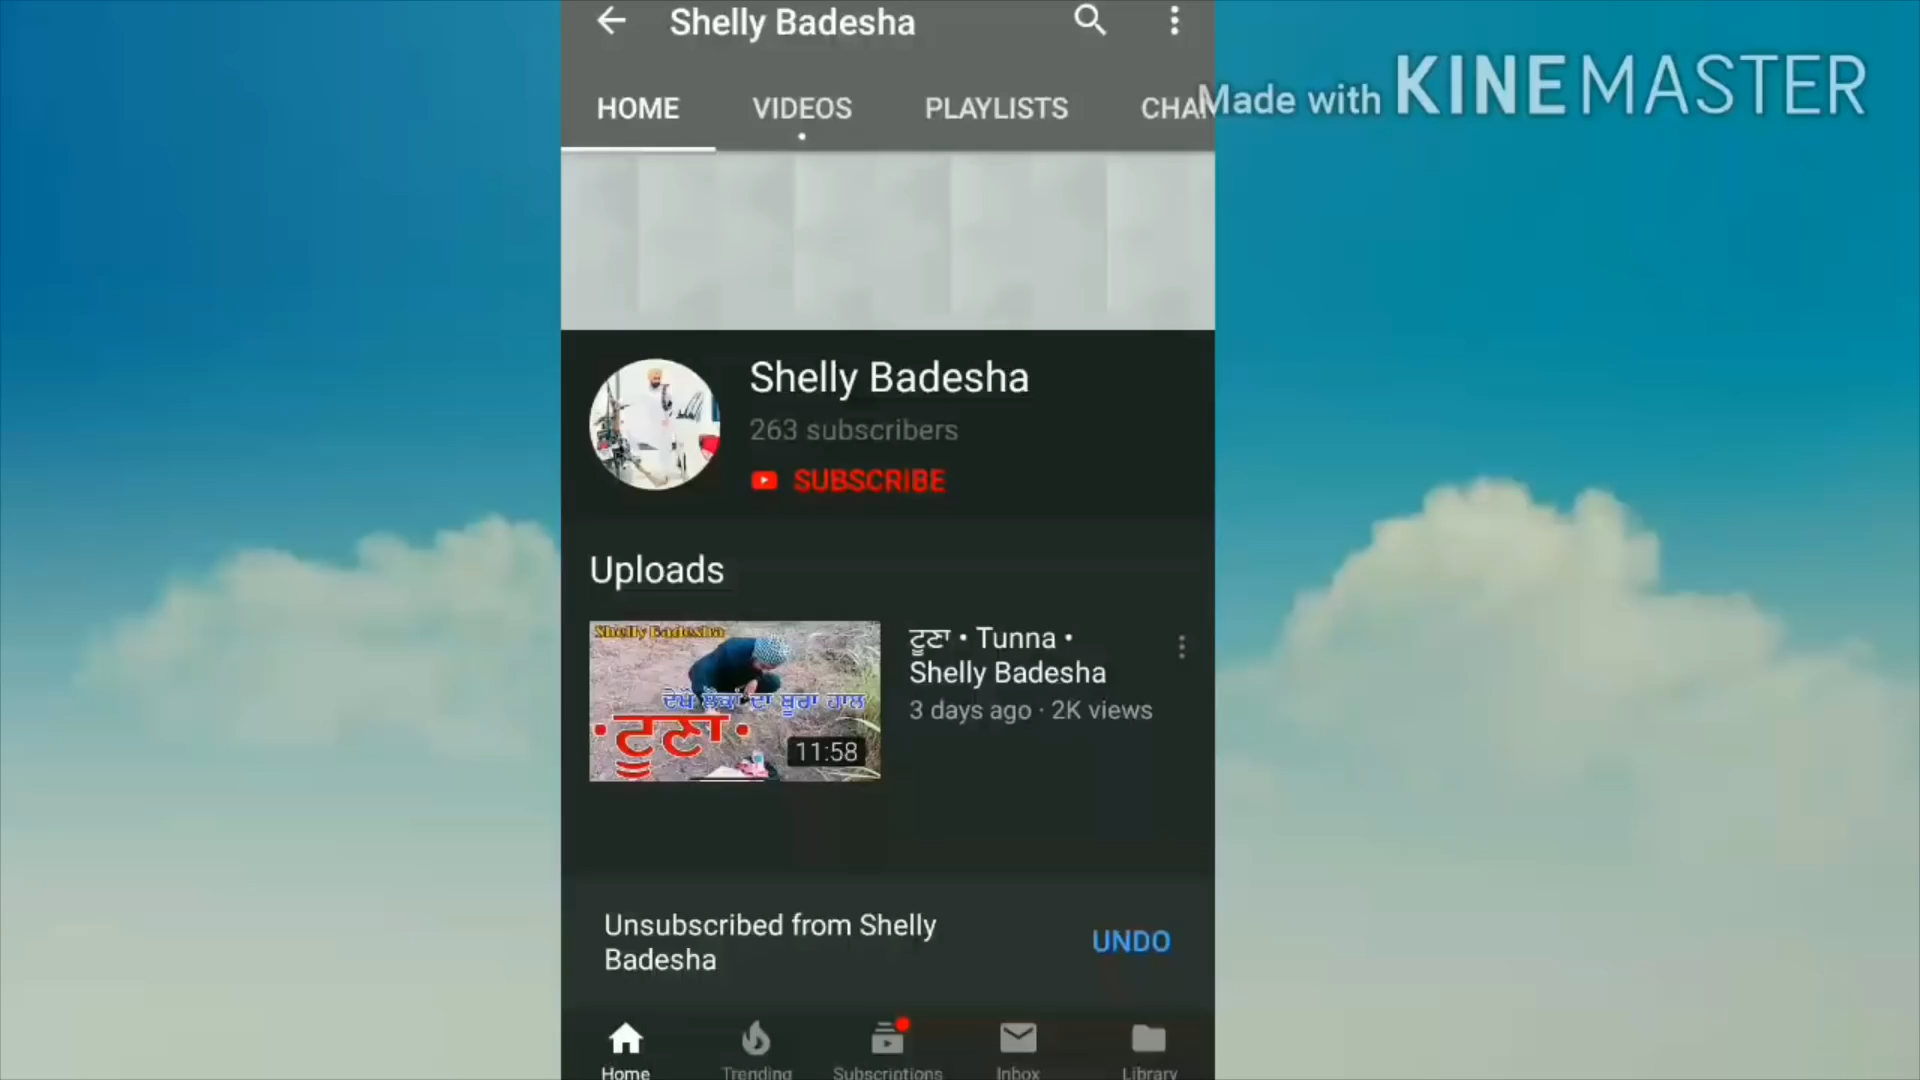 Shelly Badesha
HOME VIDEOS PLAYLISTS CHA
Made with KINEMASTER
Shelly Badesha
263 subscribers
SUBSCRIBE
Uploads
Shelly Badesha
ਦੇਖੋ ਲੋਕਾਂ ਦਾ ਬੂਰਾ ਹਾਲ
•ਟੂਣਾ•
11:58
ਟੂਣਾ • Tunna •
Shelly Badesha
3 days ago · 2K views
Unsubscribed from Shelly
Badesha
UNDO
Home Trending Subscriptions Inbox Library